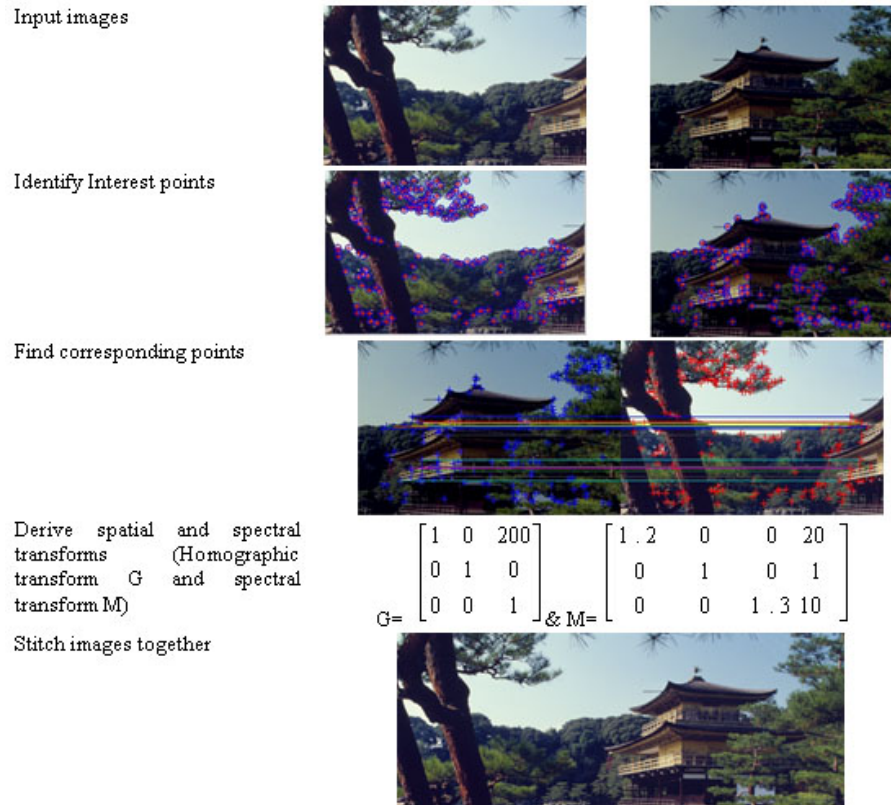 Input images
Identify Interest points
Find corresponding points
Derive spatial and spectral
transforms (Homographic
transform G and spectral
transform M)
G= [1 0 200
0 1 0
0 0 1] & M= [1.2 0 0 20
0 1 0 1
0 0 1.3 10]
Stitch images together